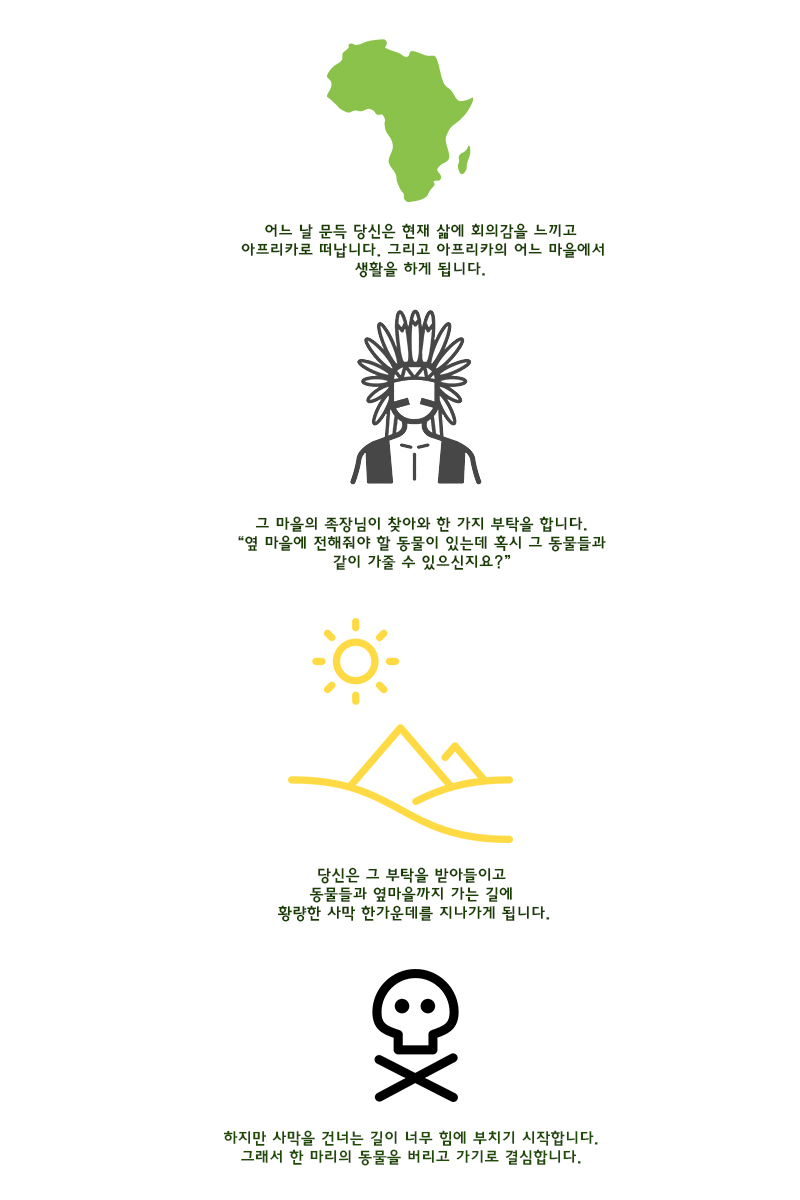 어느 날 문득 당신은 현재 삶에 회의감을 느끼고
아프리카로 떠납니다. 그리고 아프리카의 어느 마을에서
생활을 하게 됩니다.
그 마을의 족장님이 찾아와 한 가지 부탁을 합니다.
“옆 마을에 전해줘야 할 동물이 있는데 혹시 그 동물들과
같이 가줄 수 있으신지요?”
당신은 그 부탁을 받아들이고
동물들과 옆마을까지 가는 길에
황량한 사막 한가운데를 지나가게 됩니다.
하지만 사막을 건너는 길이 너무 힘에 부치기 시작합니다.
그래서 한 마리의 동물을 버리고 가기로 결심합니다.